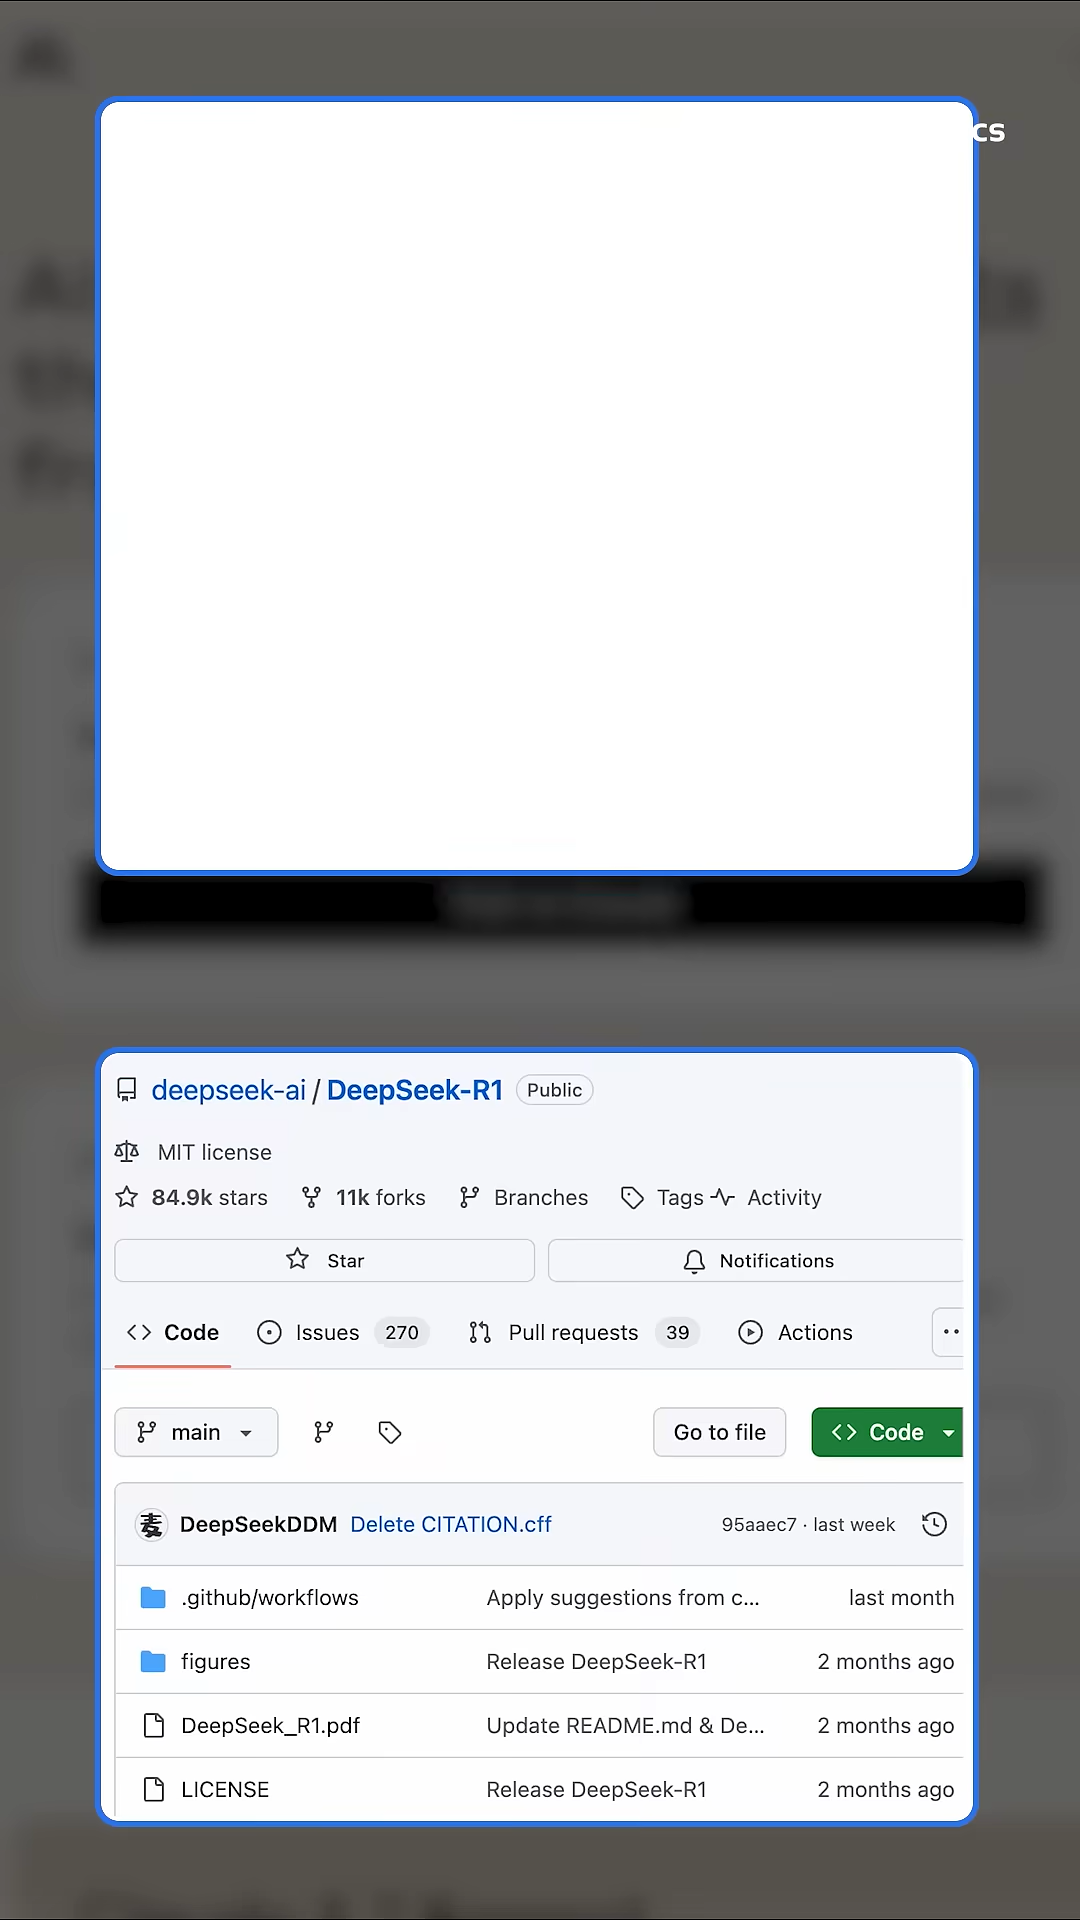 cs
deepseek-ai / DeepSeek-R1 Public
MIT license
84.9k stars 11k forks Branches Tags Activity
Star Notifications
Code Issues 270 Pull requests 39 Actions
main Go to file Code
麦 DeepSeekDDM Delete CITATION.cff 95aaec7 · last week
.github/workflows Apply suggestions from c... last month
figures Release DeepSeek-R1 2 months ago
DeepSeek_R1.pdf Update README.md & De... 2 months ago
LICENSE Release DeepSeek-R1 2 months ago